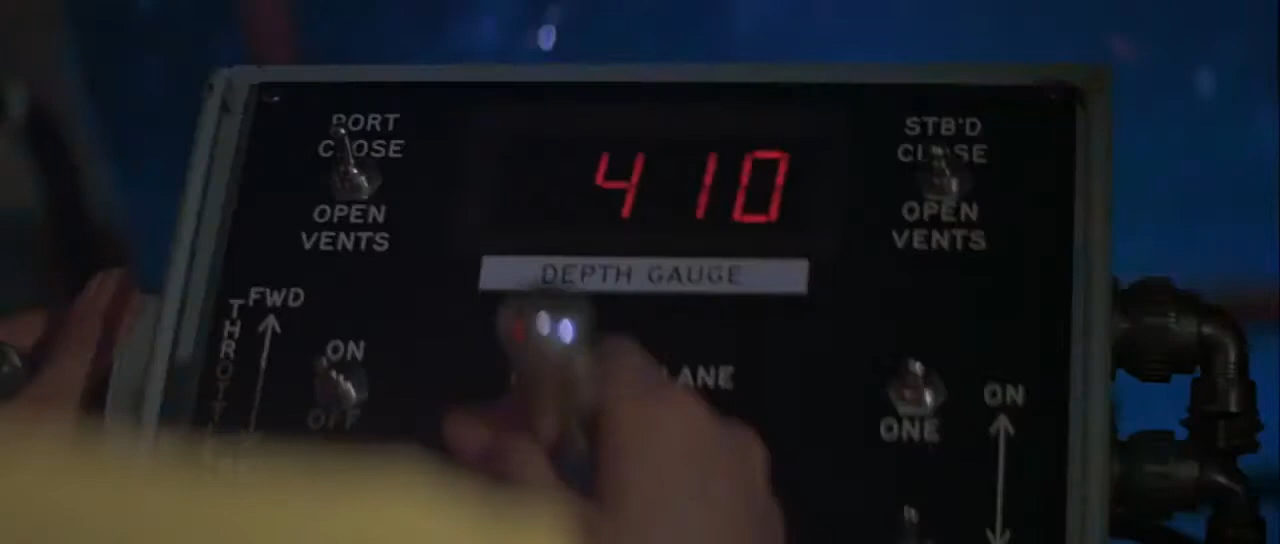 PORT
CLOSE
OPEN
VENTS
410
DEPTH GAUGE
STB'D
CLOSE
OPEN
VENTS
FWD
ON
OFF
ONE
ON